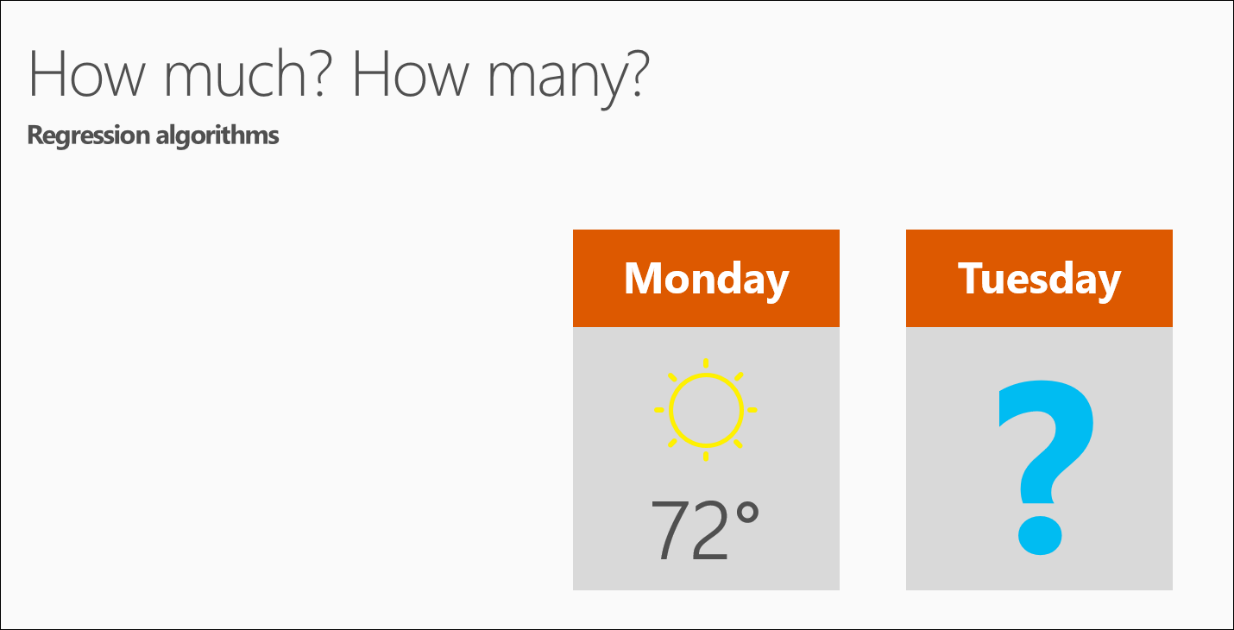 How much? How many?
Regression algorithms
Monday
Tuesday
72°
?